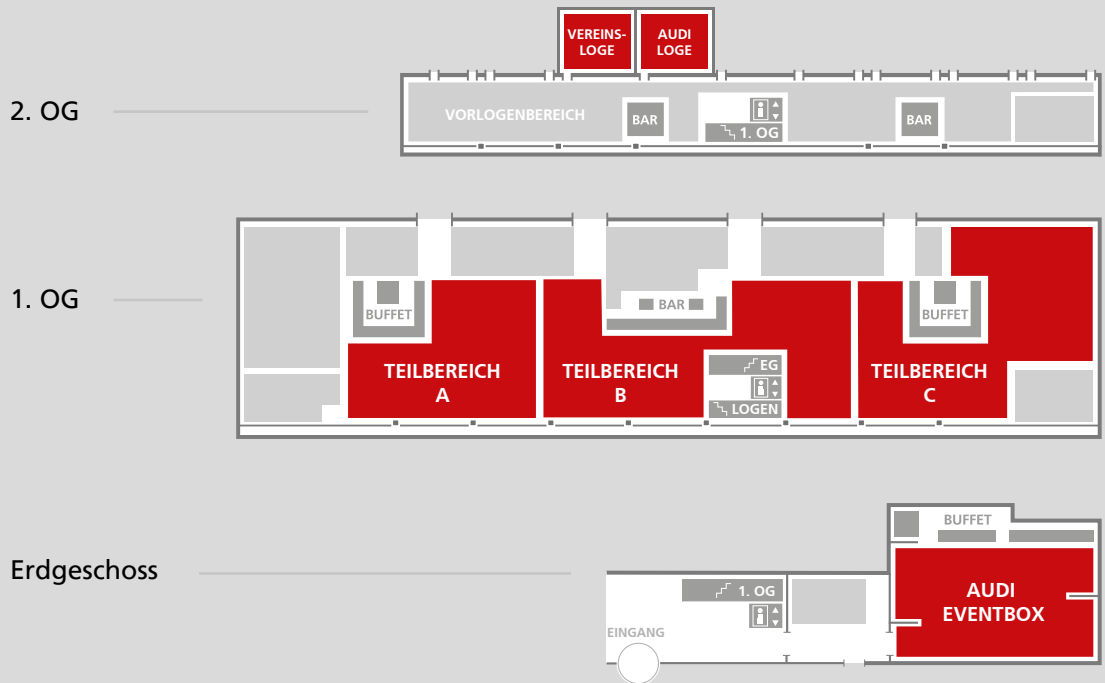 VEREINS-
LOGE
AUDI
LOGE
2. OG
VORLOGENBEREICH
BAR
1. OG
BAR
1. OG
BUFFET
BAR
BUFFET
TEILBEREICH
A
TEILBEREICH
B
EG
LOGEN
TEILBEREICH
C
Erdgeschoss
BUFFET
1. OG
AUDI
EVENTBOX
EINGANG